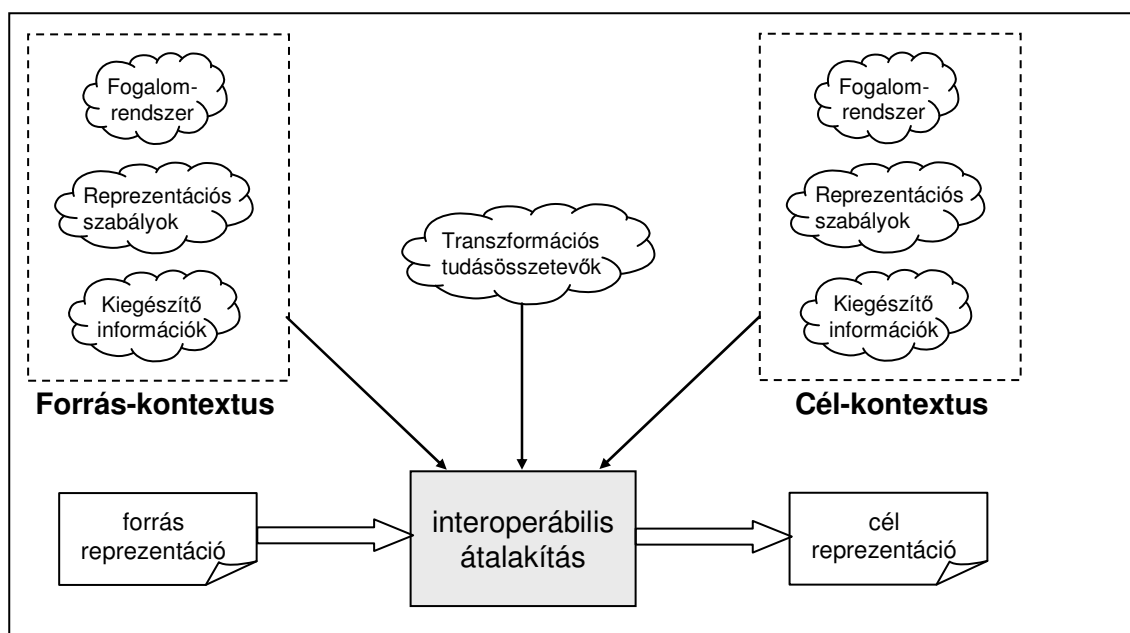 Fogalom-
rendszer
Reprezentációs
szabályok
Kiegészítő
információk
Forrás-kontextus
Transzformációs
tudásösszetevők
Fogalom-
rendszer
Reprezentációs
szabályok
Kiegészítő
információk
Cél-kontextus
forrás
reprezentáció
interoperábilis
átalakítás
cél
reprezentáció